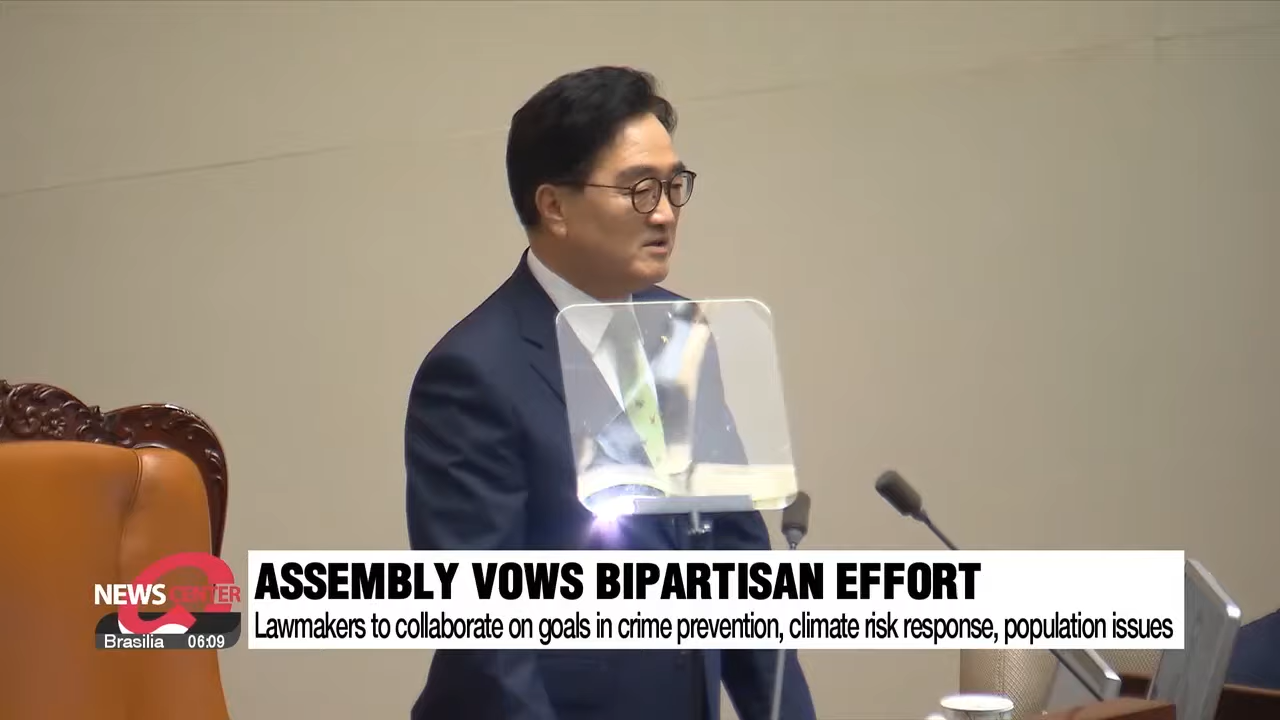 ASSEMBLY VOWS BIPARTISAN EFFORT
Lawmakers to collaborate on goals in crime prevention, climate risk response, population issues
NEWS CENTER
Brasilia 06:09